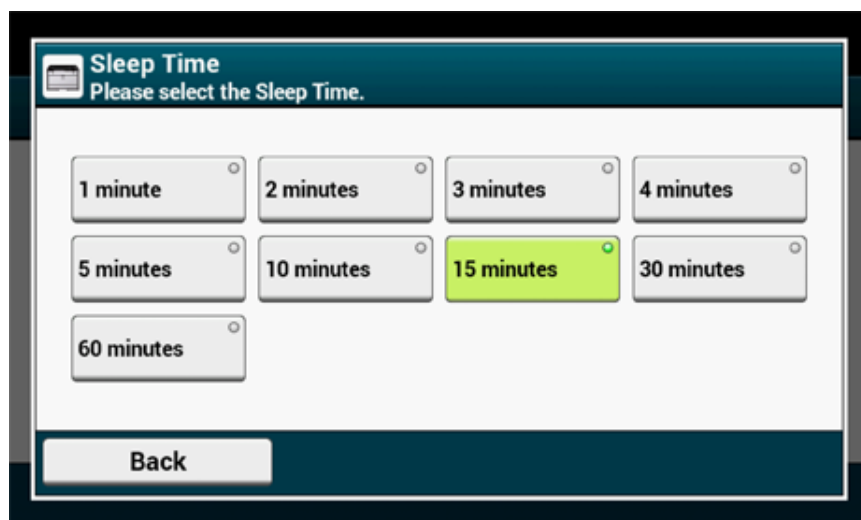 Sleep Time
Please select the Sleep Time.
1 minute
2 minutes
3 minutes
4 minutes
5 minutes
10 minutes
15 minutes
30 minutes
60 minutes
Back